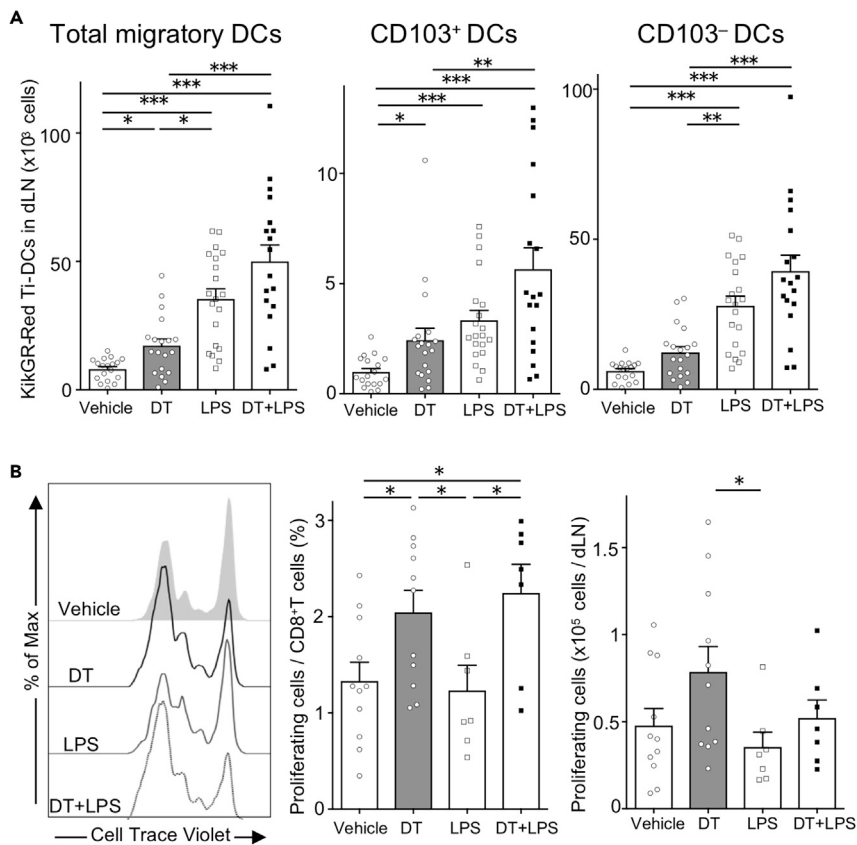 A
Total migratory DCs
CD103⁺ DCs
CD103⁻ DCs
KikGR-Red Ti-DCs in dLN (x10³ cells)
***
***
***
* *
100
50
0
Vehicle DT LPS DT+LPS
**
***
***
*
10
5
0
Vehicle DT LPS DT+LPS
***
***
***
**
100
50
0
Vehicle DT LPS DT+LPS
B
% of Max
Vehicle
DT
LPS
DT+LPS
Cell Trace Violet
Proliferating cells / CD8⁺T cells (%)
*
* * *
3
2
1
0
Vehicle DT LPS DT+LPS
Proliferating cells (x10⁵ cells / dLN)
*
1.5
1
0.5
0
Vehicle DT LPS DT+LPS